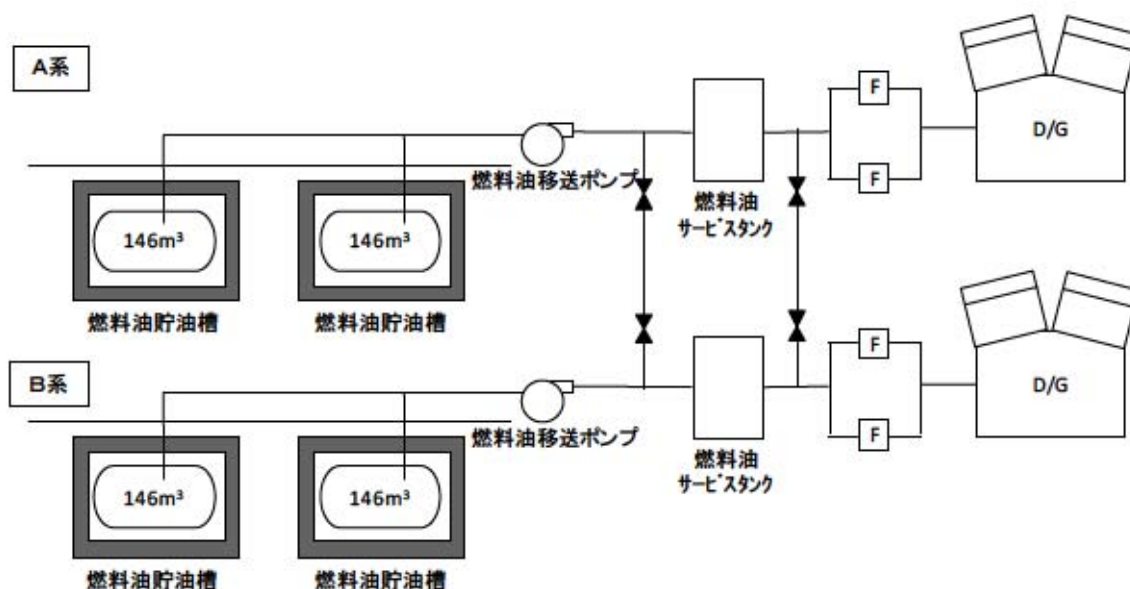 A系
F
D/G
燃料油移送ポンプ
F
燃料油
サービスタンク
146m³
146m³
燃料油貯油槽
燃料油貯油槽
B系
F
D/G
燃料油移送ポンプ
F
燃料油
サービスタンク
146m³
146m³
燃料油貯油槽
燃料油貯油槽